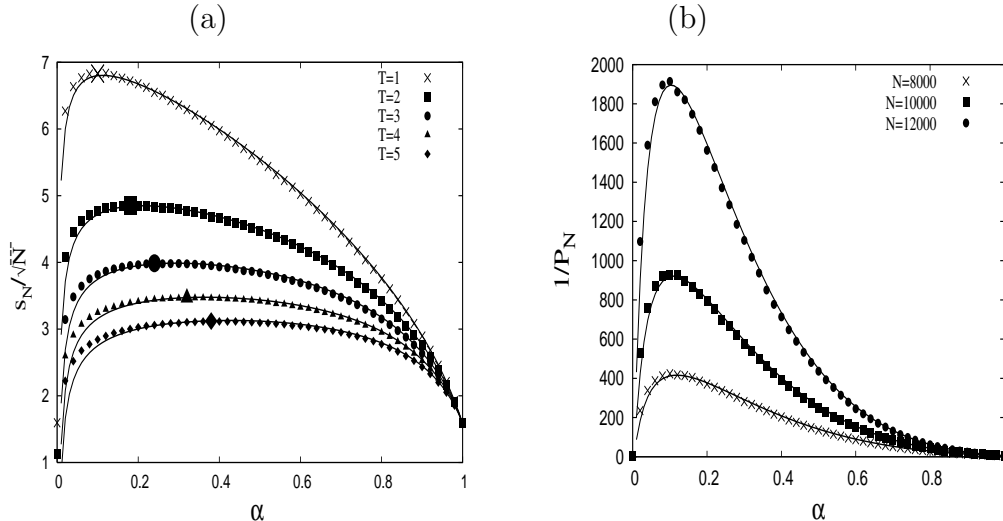 (a)
7
6
5
4
3
2
1
0
0.2
0.4
0.6
0.8
1
s_N/√N
α
T=1
T=2
T=3
T=4
T=5
(b)
2000
1800
1600
1400
1200
1000
800
600
400
200
0
0
0.2
0.4
0.6
0.8
1/P_N
α
N=8000
N=10000
N=12000